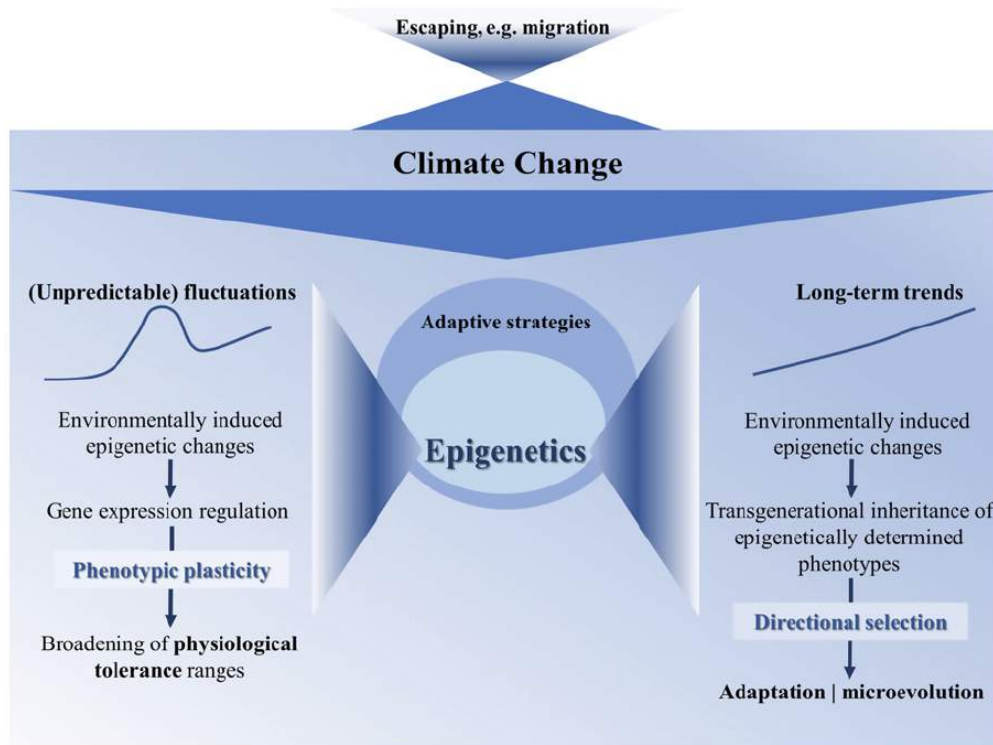 Escaping, e.g. migration
Climate Change
(Unpredictable) fluctuations
Environmentally induced
epigenetic changes
Gene expression regulation
Phenotypic plasticity
Broadening of physiological
tolerance ranges
Adaptive strategies
Epigenetics
Long-term trends
Environmentally induced
epigenetic changes
Transgenerational inheritance of
epigenetically determined
phenotypes
Directional selection
Adaptation | microevolution